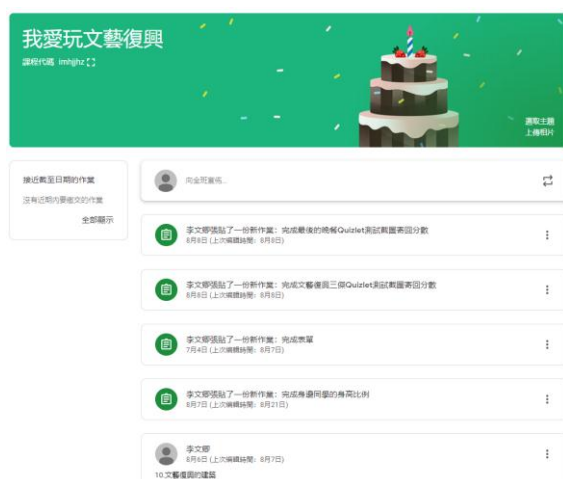 我愛玩文藝復興
課程代碼 imhjjhz
選取主題
上傳相片
接近截至日期的作業
沒有近期內要繳交的作業
全部顯示
向全班宣佈...
李文卿張貼了一份新作業：完成最後的晚餐Quizlet測試截圖寄回分數
8月8日 (上次編輯時間：8月8日)
李文卿張貼了一份新作業：完成文藝復興三傑Quizlet測試截圖寄回分數
8月8日 (上次編輯時間：8月8日)
李文卿張貼了一份新作業：完成表單
7月4日 (上次編輯時間：8月7日)
李文卿張貼了一份新作業：完成身邊同學的身高比例
8月7日 (上次編輯時間：8月21日)
李文卿
8月6日 (上次編輯時間：8月7日)
10.文藝復興的建築